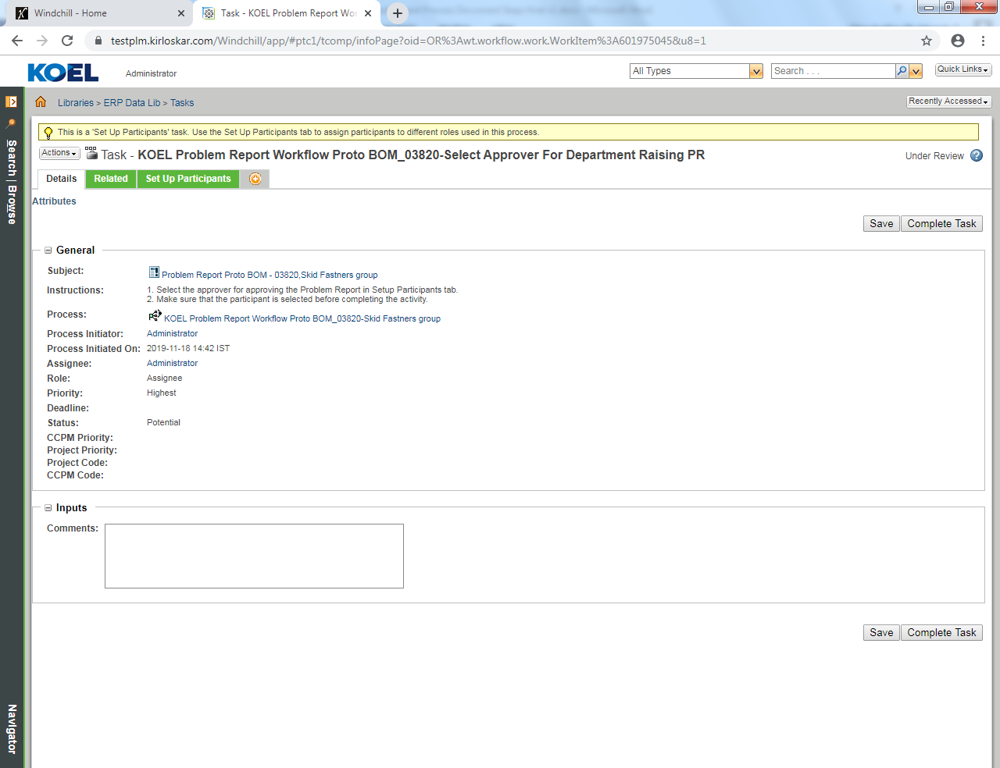 Windchill - Home
Task - KOEL Problem Report Wor
testplm.kirloskar.com/Windchill/app/#ptc1/tcomp/infoPage?oid=OR%3Awt.workflow.work.WorkItem%3A601975045&u8=1
KOEL
Administrator
All Types
Search . . .
Quick Links
Libraries > ERP Data Lib > Tasks
Recently Accessed
This is a 'Set Up Participants' task. Use the Set Up Participants tab to assign participants to different roles used in this process.
Actions
Task - KOEL Problem Report Workflow Proto BOM_03820-Select Approver For Department Raising PR
Under Review
Search | Browse
Details
Related
Set Up Participants
Attributes
Save
Complete Task
General
Subject: Problem Report Proto BOM - 03820,Skid Fastners group
Instructions: 1. Select the approver for approving the Problem Report in Setup Participants tab.
2. Make sure that the participant is selected before completing the activity.
Process: KOEL Problem Report Workflow Proto BOM_03820-Skid Fastners group
Process Initiator: Administrator
Process Initiated On: 2019-11-18 14:42 IST
Assignee: Administrator
Role: Assignee
Priority: Highest
Deadline:
Status: Potential
CCPM Priority:
Project Priority:
Project Code:
CCPM Code:
Inputs
Comments:
Save
Complete Task
Navigator